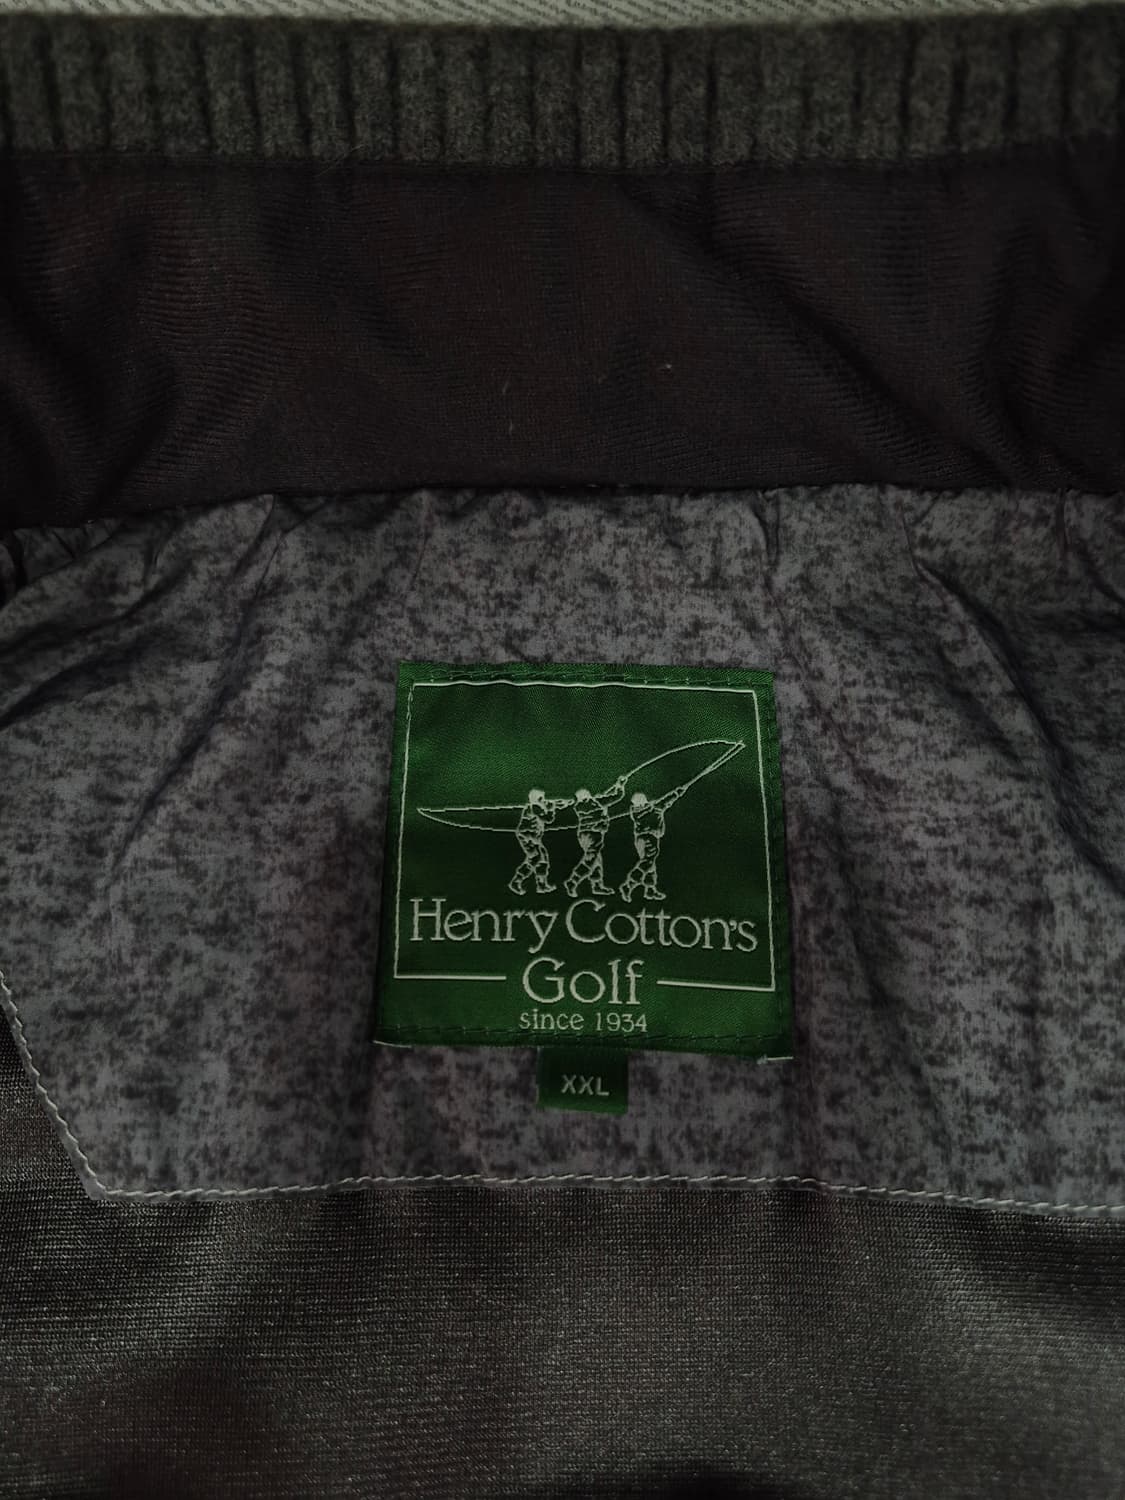 Henry Cotton's
Golf
since 1934
XXL